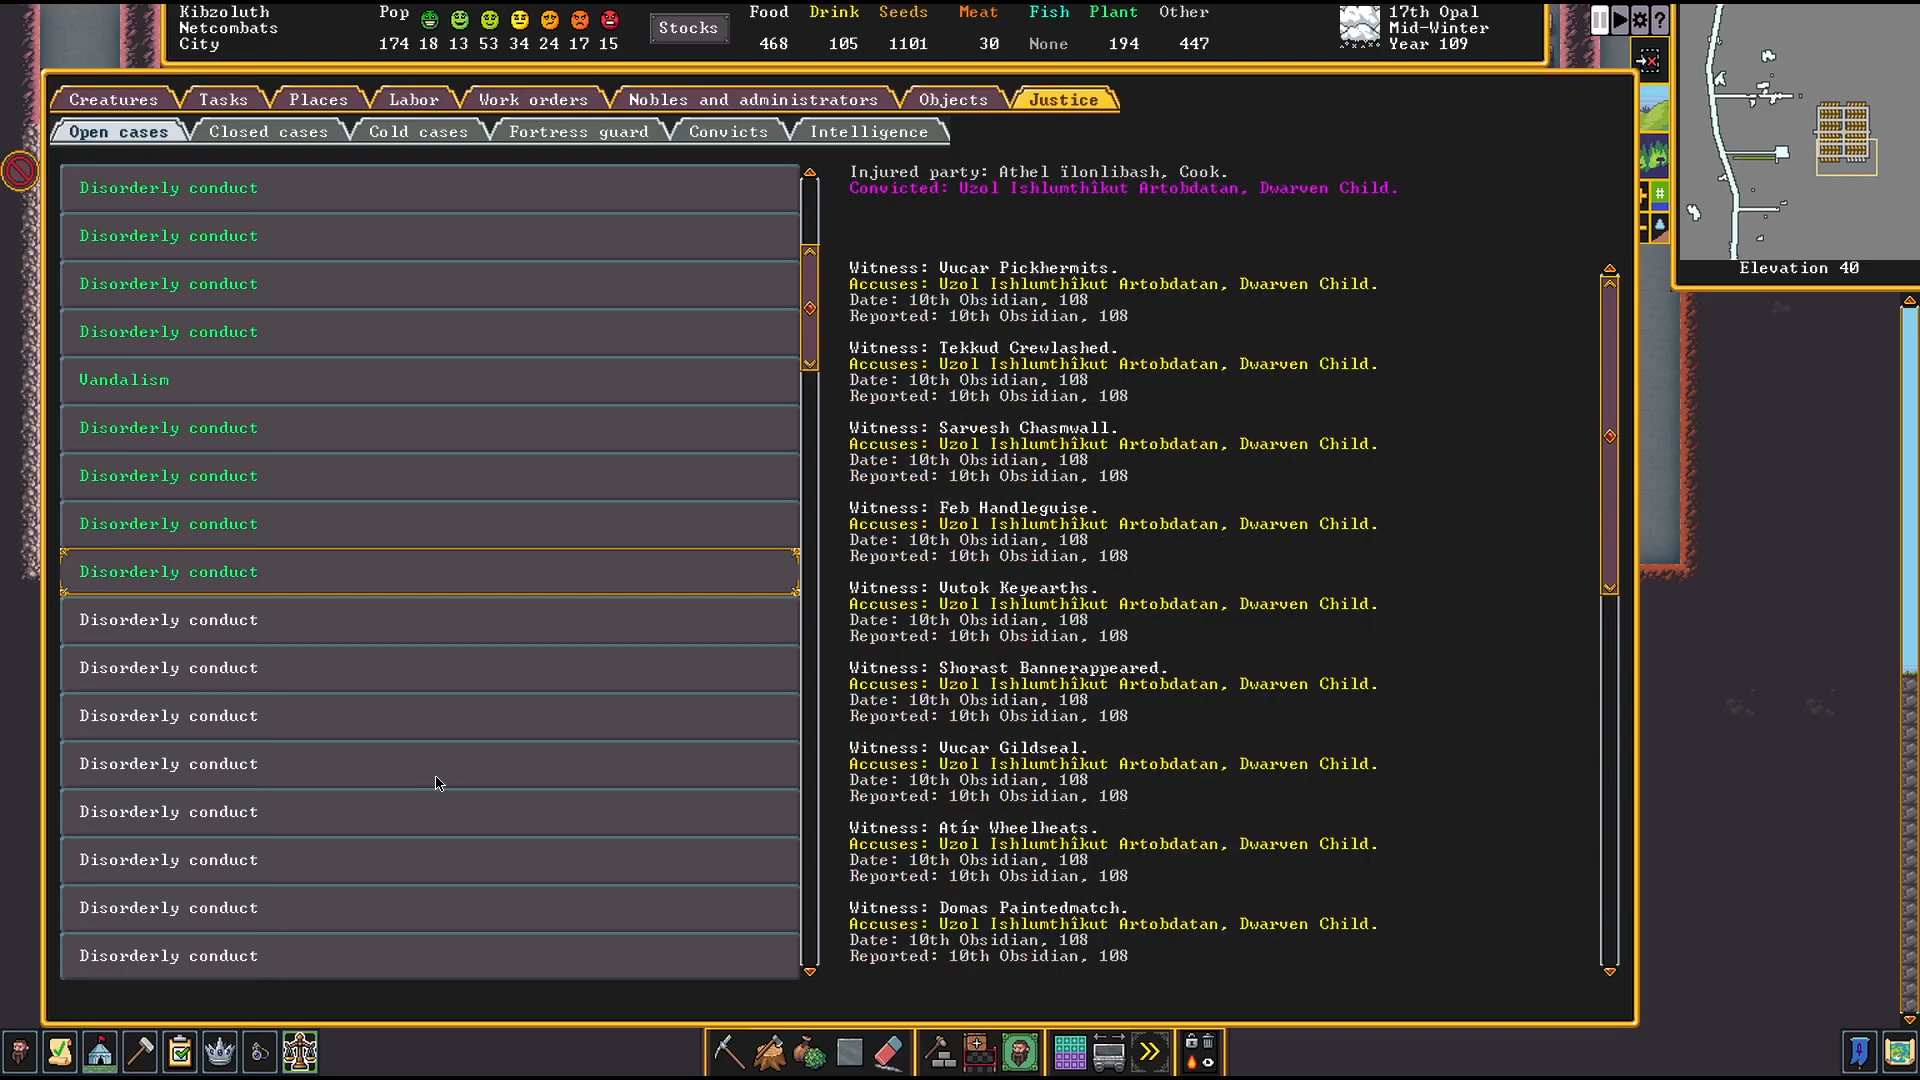 Kibzoluth
Netcombats
City
Pop
174 18 13 53 34 24 17 15
Stocks
Food Drink Seeds Meat Fish Plant Other
468 105 1101 30 None 194 447
17th Opal
Mid-Winter
Year 109
Elevation 40
Creatures Tasks Places Labor Work orders Nobles and administrators Objects Justice
Open cases Closed cases Cold cases Fortress guard Convicts Intelligence
Disorderly conduct
Disorderly conduct
Disorderly conduct
Disorderly conduct
Vandalism
Disorderly conduct
Disorderly conduct
Disorderly conduct
Disorderly conduct
Disorderly conduct
Disorderly conduct
Disorderly conduct
Disorderly conduct
Disorderly conduct
Disorderly conduct
Disorderly conduct
Disorderly conduct
Injured party: Athel ïlonlibash, Cook.
Convicted: Uzol Ishlumthîkut Artobdatan, Dwarven Child.
Witness: Vucar Pickhermits.
Accuses: Uzol Ishlumthîkut Artobdatan, Dwarven Child.
Date: 10th Obsidian, 108
Reported: 10th Obsidian, 108
Witness: Tekkud Crewlashed.
Accuses: Uzol Ishlumthîkut Artobdatan, Dwarven Child.
Date: 10th Obsidian, 108
Reported: 10th Obsidian, 108
Witness: Sarvesh Chasmwall.
Accuses: Uzol Ishlumthîkut Artobdatan, Dwarven Child.
Date: 10th Obsidian, 108
Reported: 10th Obsidian, 108
Witness: Feb Handleguise.
Accuses: Uzol Ishlumthîkut Artobdatan, Dwarven Child.
Date: 10th Obsidian, 108
Reported: 10th Obsidian, 108
Witness: Vutok Keyearths.
Accuses: Uzol Ishlumthîkut Artobdatan, Dwarven Child.
Date: 10th Obsidian, 108
Reported: 10th Obsidian, 108
Witness: Shorast Bannerappeared.
Accuses: Uzol Ishlumthîkut Artobdatan, Dwarven Child.
Date: 10th Obsidian, 108
Reported: 10th Obsidian, 108
Witness: Vucar Gildseal.
Accuses: Uzol Ishlumthîkut Artobdatan, Dwarven Child.
Date: 10th Obsidian, 108
Reported: 10th Obsidian, 108
Witness: Atír Wheelheats.
Accuses: Uzol Ishlumthîkut Artobdatan, Dwarven Child.
Date: 10th Obsidian, 108
Reported: 10th Obsidian, 108
Witness: Domas Paintedmatch.
Accuses: Uzol Ishlumthîkut Artobdatan, Dwarven Child.
Date: 10th Obsidian, 108
Reported: 10th Obsidian, 108